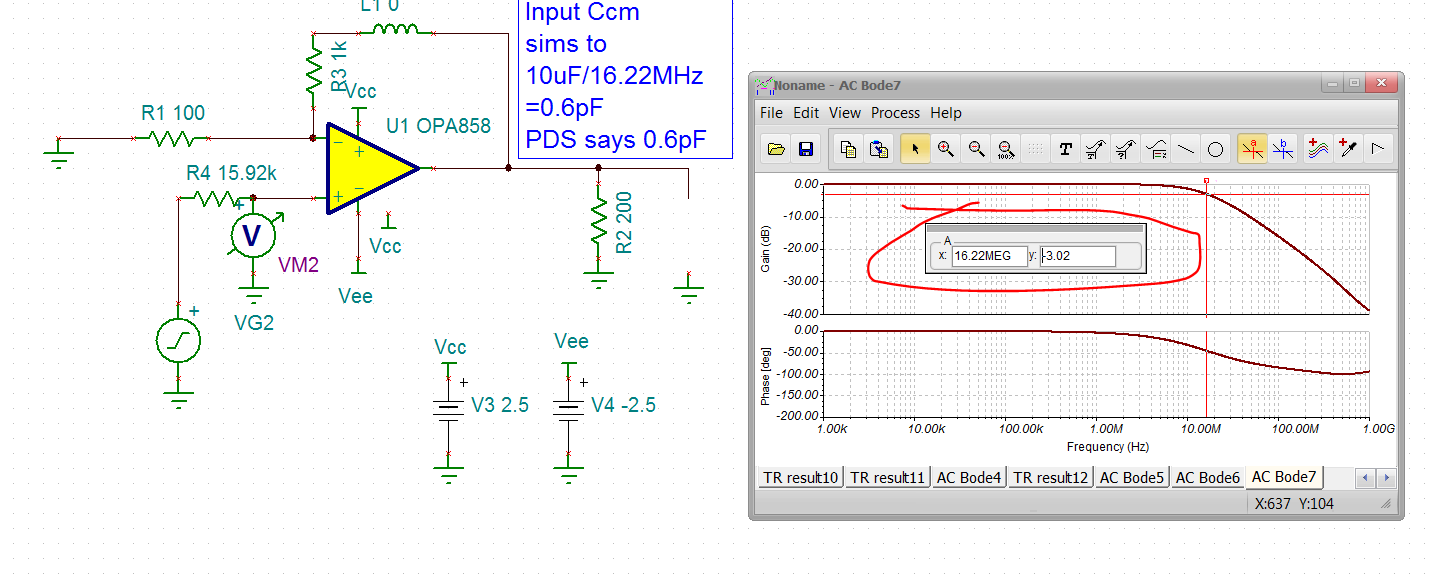 L1 0
Input Ccm
sims to
10uF/16.22MHz
=0.6pF
PDS says 0.6pF
R3 1k
Vcc
R1 100
U1 OPA858
R4 15.92k
V
VM2
Vcc
Vee
R2 200
VG2
Vcc
Vee
V3 2.5
V4 -2.5
Noname - AC Bode7
File Edit View Process Help
100%
T
a
b
0.00
-10.00
-20.00
-30.00
-40.00
Gain (dB)
A
x: 16.22MEG y: -3.02
0.00
-50.00
-100.00
-150.00
-200.00
Phase [deg]
1.00k 10.00k 100.00k 1.00M 10.00M 100.00M 1.00G
Frequency (Hz)
TR result10 TR result11 AC Bode4 TR result12 AC Bode5 AC Bode6 AC Bode7
X:637 Y:104